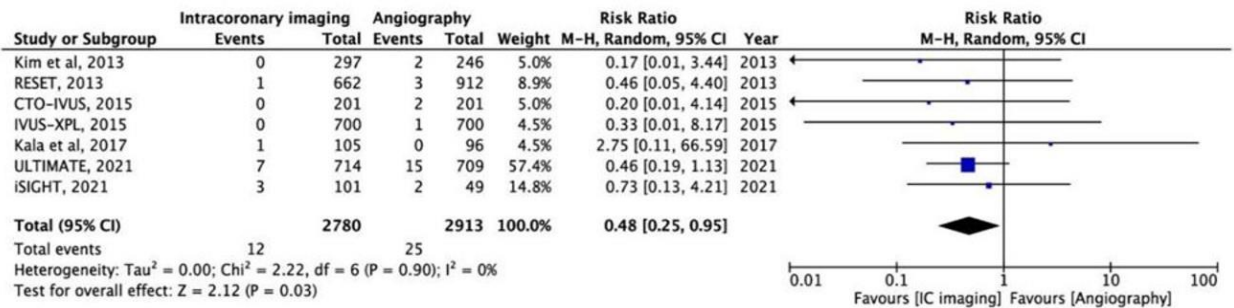 Intracoronary imaging Angiography Risk Ratio Risk Ratio
Study or Subgroup Events Total Events Total Weight M-H, Random, 95% CI Year M-H, Random, 95% CI
Kim et al, 2013 0 297 2 246 5.0% 0.17 [0.01, 3.44] 2013
RESET, 2013 1 662 3 912 8.9% 0.46 [0.05, 4.40] 2013
CTO-IVUS, 2015 0 201 2 201 5.0% 0.20 [0.01, 4.14] 2015
IVUS-XPL, 2015 0 700 1 700 4.5% 0.33 [0.01, 8.17] 2015
Kala et al, 2017 1 105 0 96 4.5% 2.75 [0.11, 66.59] 2017
ULTIMATE, 2021 7 714 15 709 57.4% 0.46 [0.19, 1.13] 2021
iSIGHT, 2021 3 101 2 49 14.8% 0.73 [0.13, 4.21] 2021
Total (95% CI) 2780 2913 100.0% 0.48 [0.25, 0.95]
Total events 12 25
Heterogeneity: Tau² = 0.00; Chi² = 2.22, df = 6 (P = 0.90); I² = 0%
Test for overall effect: Z = 2.12 (P = 0.03)
0.01 0.1 1 10 100
Favours [IC imaging] Favours [Angiography]